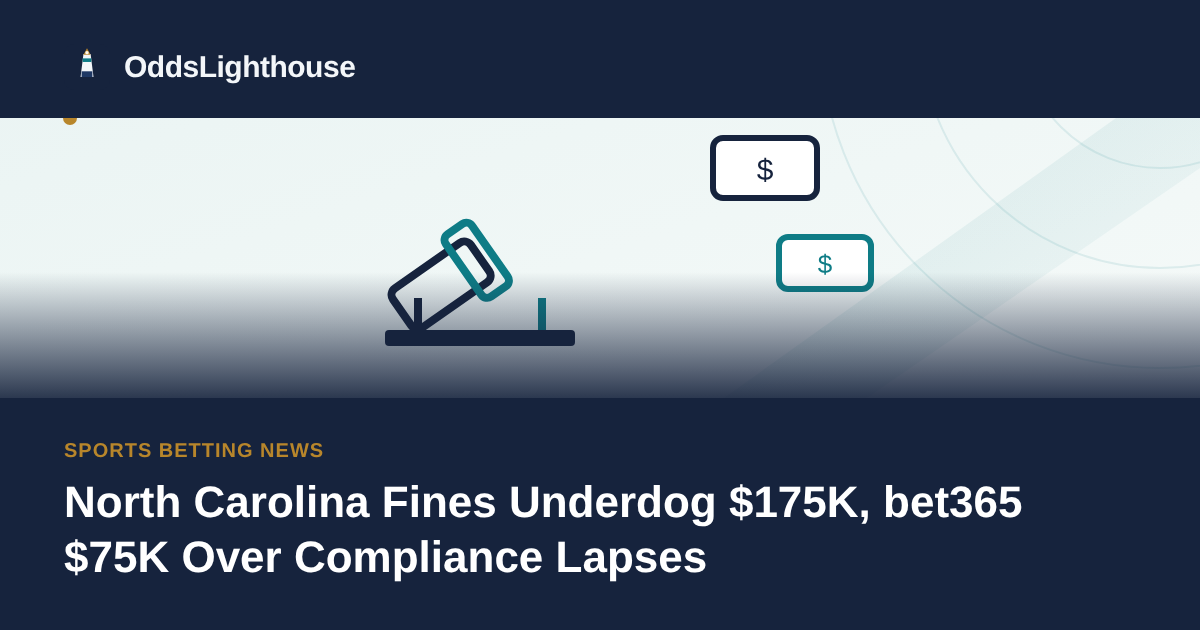 OddsLighthouse
$
$
SPORTS BETTING NEWS
North Carolina Fines Underdog $175K, bet365
$75K Over Compliance Lapses